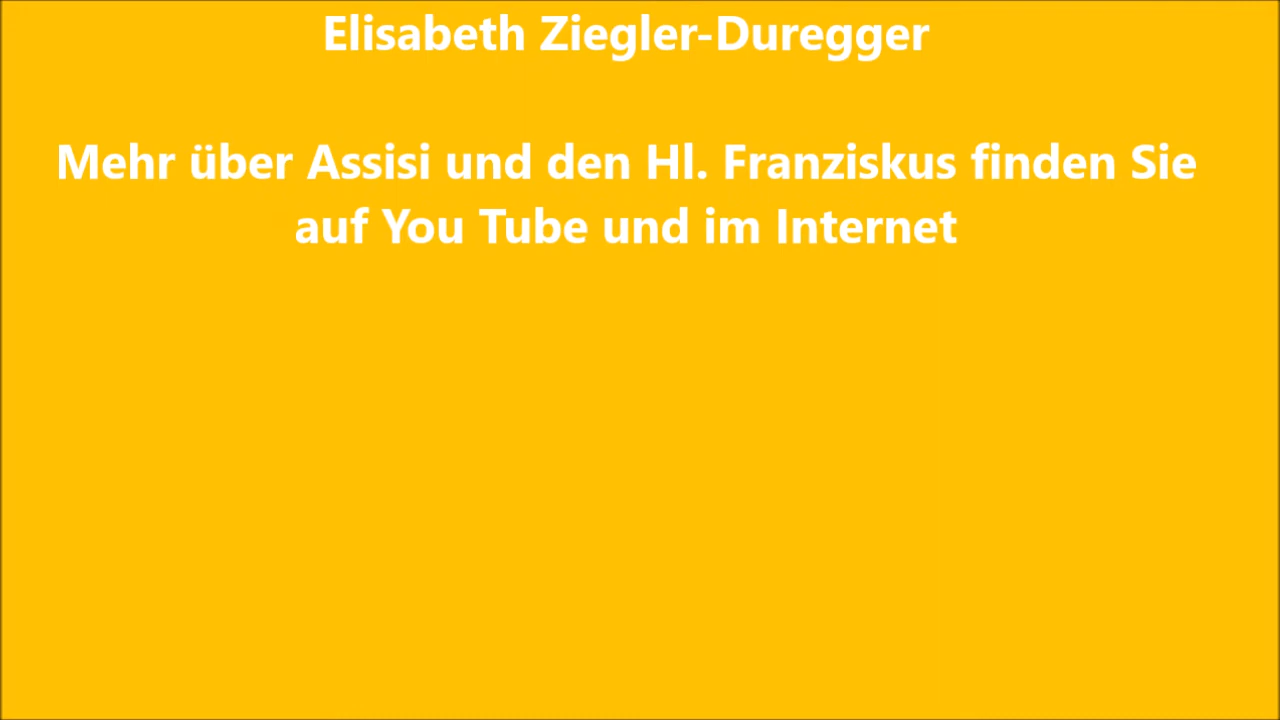 Elisabeth Ziegler-Duregger
Mehr über Assisi und den Hl. Franziskus finden Sie
auf You Tube und im Internet